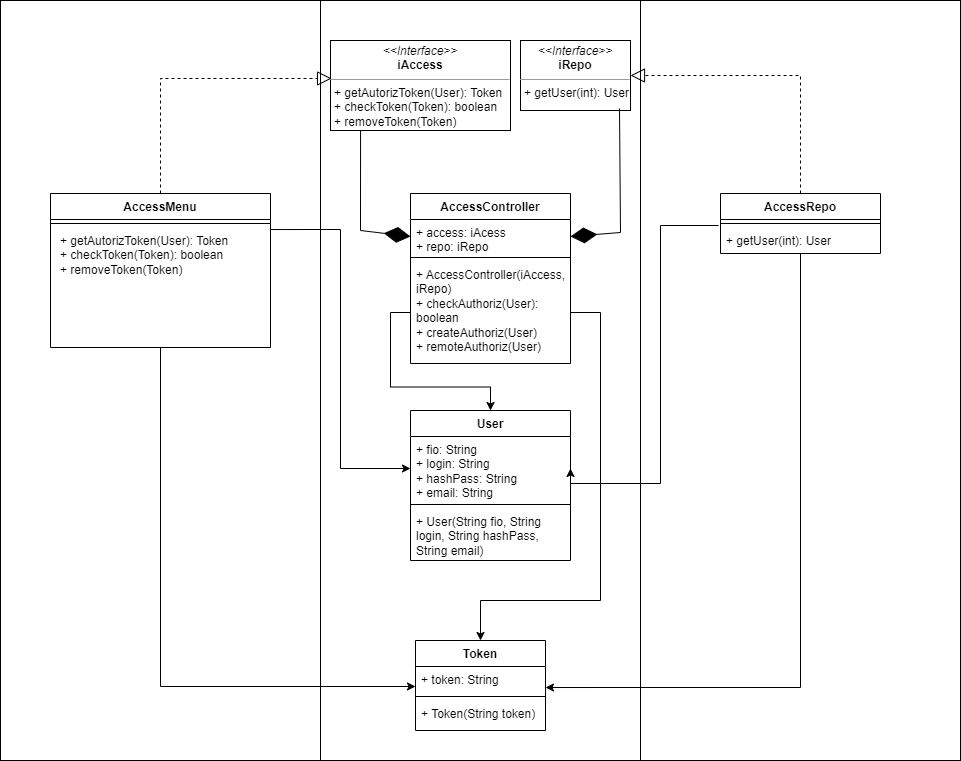 <<Interface>>
iAccess
+ getAutorizToken(User): Token
+ checkToken(Token): boolean
+ removeToken(Token)
<<Interface>>
iRepo
+ getUser(int): User
AccessMenu
+ getAutorizToken(User): Token
+ checkToken(Token): boolean
+ removeToken(Token)
AccessController
+ access: iAcess
+ repo: iRepo
+ AccessController(iAccess,
iRepo)
+ checkAuthoriz(User):
boolean
+ createAuthoriz(User)
+ remoteAuthoriz(User)
AccessRepo
+ getUser(int): User
User
+ fio: String
+ login: String
+ hashPass: String
+ email: String
+ User(String fio, String
login, String hashPass,
String email)
Token
+ token: String
+ Token(String token)